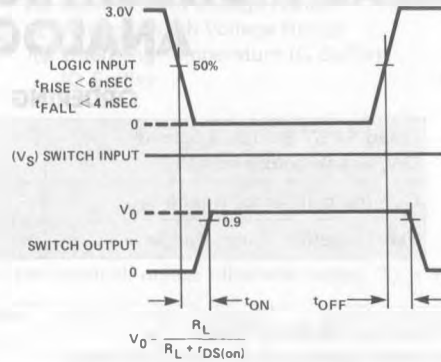 3.0V
LOGIC INPUT
tRISE < 6 nSEC
tFALL < 4 nSEC
50%
0
(VS) SWITCH INPUT
V0
0.9
SWITCH OUTPUT
0
tON
tOFF
V0 - RL
RL + rDS(on)